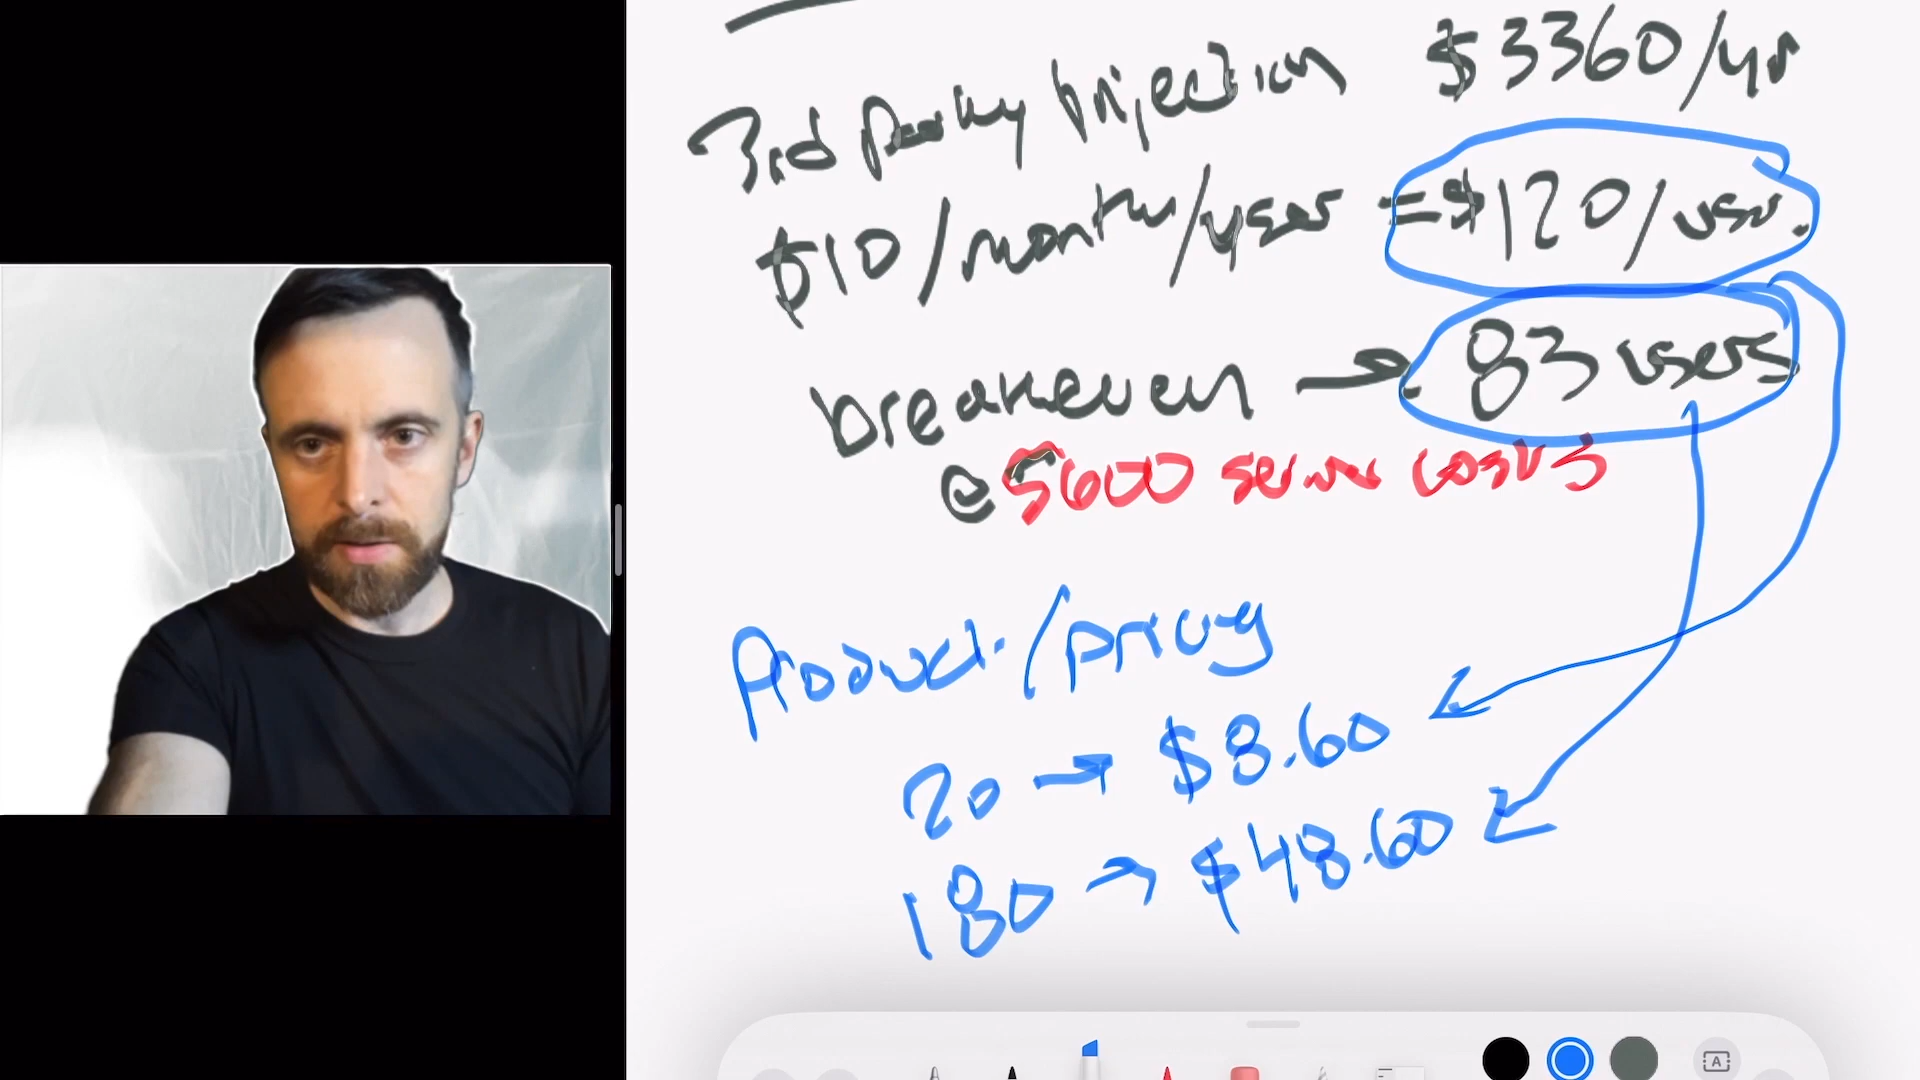 3rd party injection $3360/yr
$10/month/user = $120/user.
breakeven → 83 users
@ 5600 server costs
Product/pricing
20 → $8.60
180 → $48.60
A